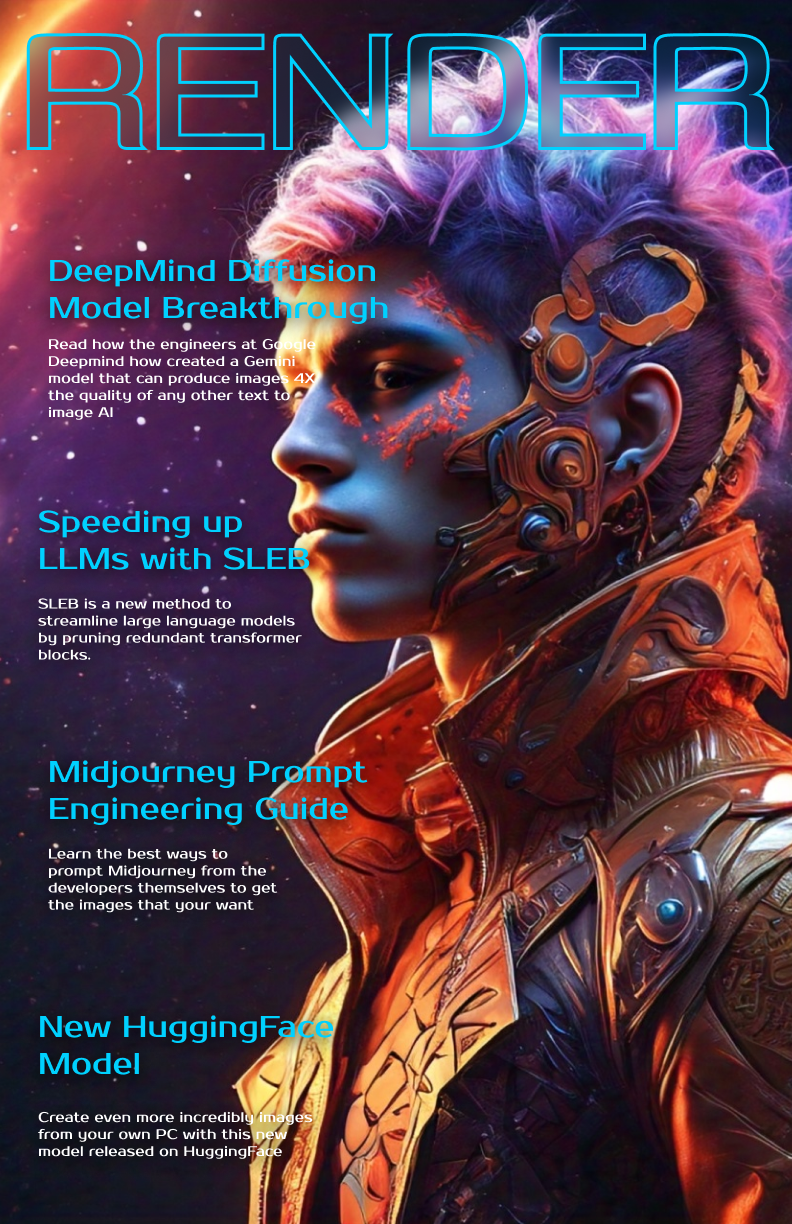 RENDER
DeepMind Diffusion
Model Breakthrough
Read how the engineers at Google
Deepmind how created a Gemini
model that can produce images 4X
the quality of any other text to
image AI
Speeding up
LLMs with SLEB
SLEB is a new method to
streamline large language models
by pruning redundant transformer
blocks.
Midjourney Prompt
Engineering Guide
Learn the best ways to
prompt Midjourney from the
developers themselves to get
the images that your want
New HuggingFace
Model
Create even more incredibly images
from your own PC with this new
model released on HuggingFace